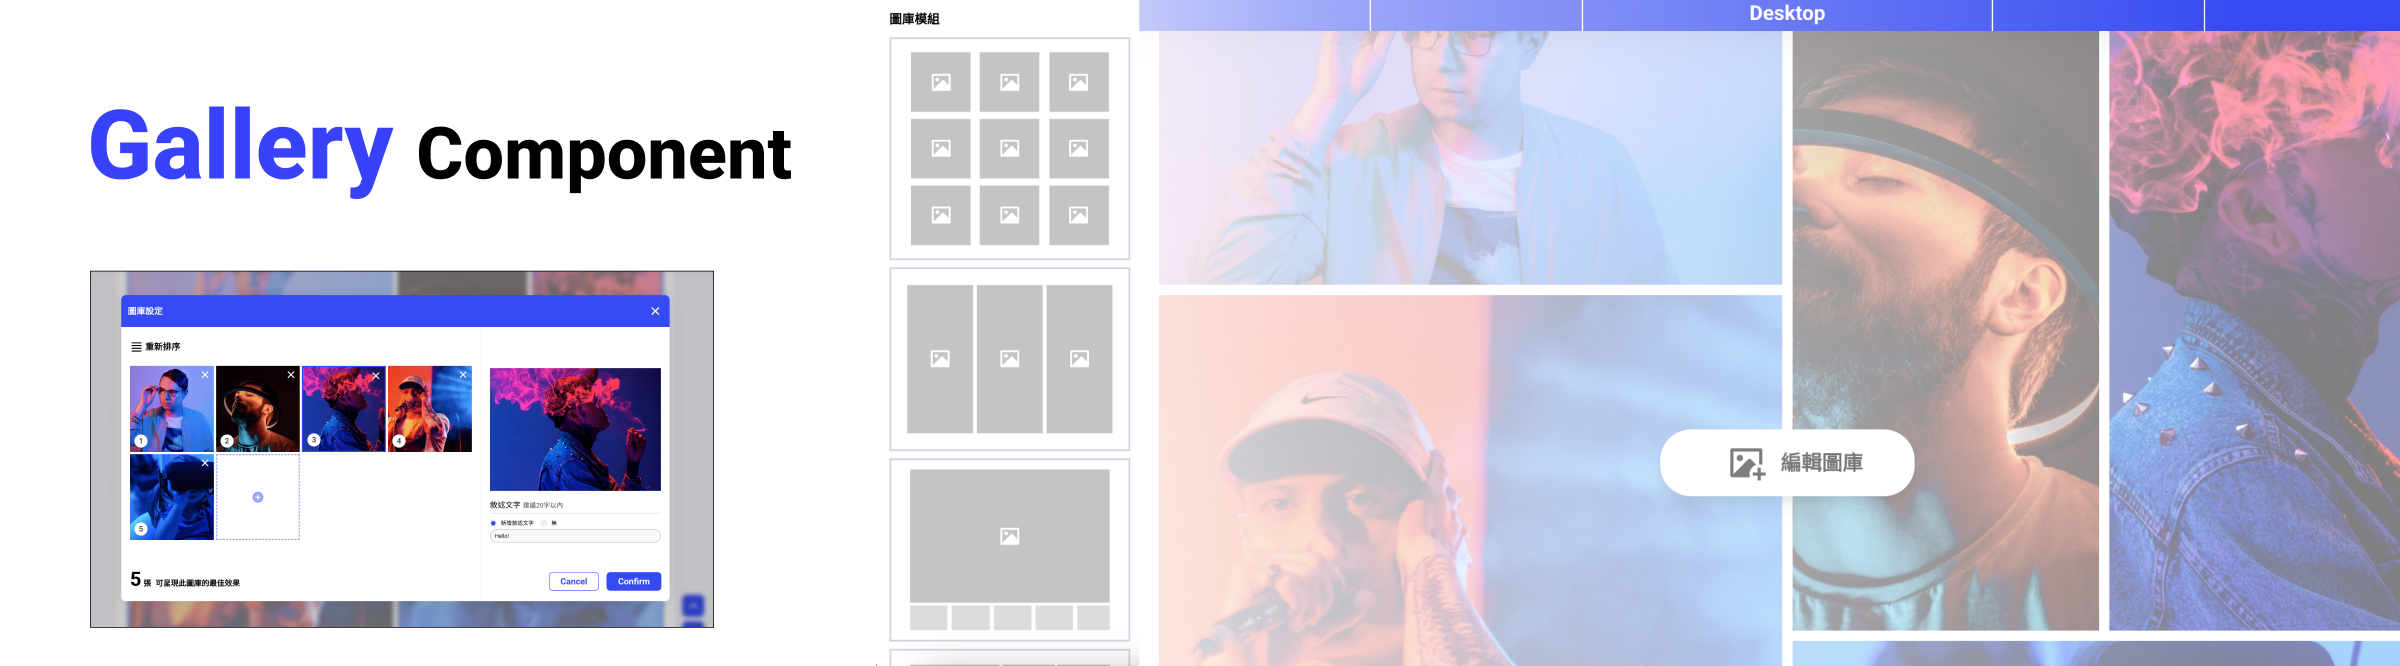 Gallery Component
圖庫設定
重新排序
1
2
3
4
5
敘述文字 建議20字以內
新增敘述文字 無
Hello!
5 張 可呈現此圖庫的最佳效果
Cancel Confirm
圖庫模組
Desktop
編輯圖庫